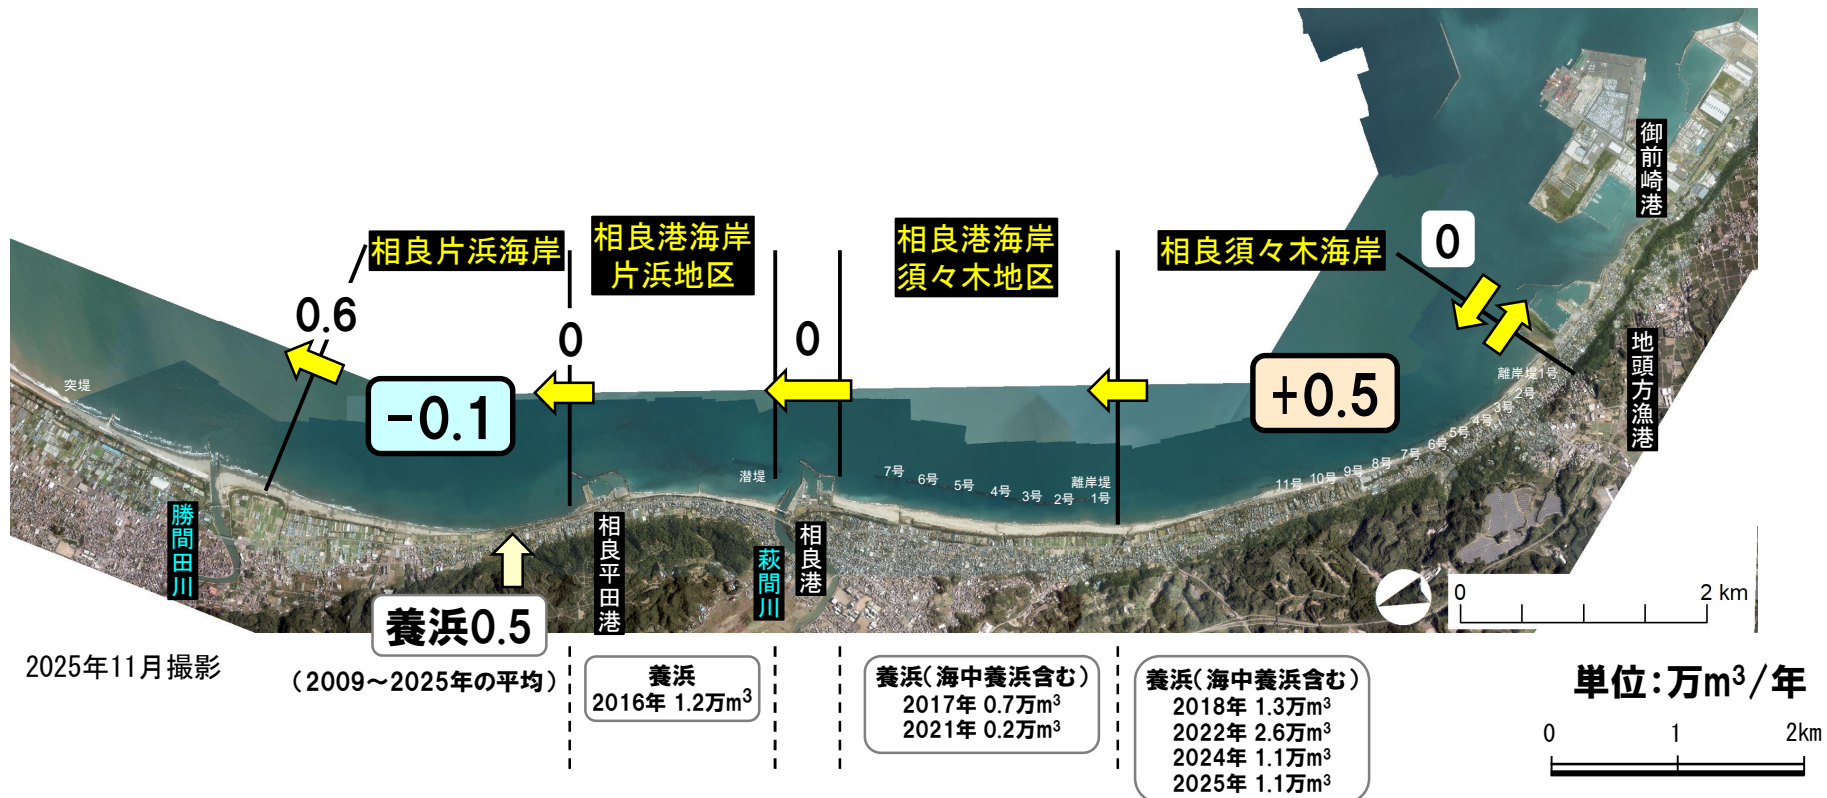 御前崎港
相良片浜海岸
相良港海岸
片浜地区
相良港海岸
須々木地区
相良須々木海岸
0
0.6
0
0
地頭方漁港
突堤
-0.1
+0.5
離岸堤1号
2号
3号
4号
5号
6号
7号
8号
9号
10号
11号
潜堤
7号
6号
5号
4号
3号
2号
離岸堤
1号
勝間田川
相良平田港
萩間川
相良港
養浜0.5
(2009～2025年の平均)
0
2 km
2025年11月撮影
養浜
2016年 1.2万m³
養浜(海中養浜含む)
2017年 0.7万m³
2021年 0.2万m³
養浜(海中養浜含む)
2018年 1.3万m³
2022年 2.6万m³
2024年 1.1万m³
2025年 1.1万m³
単位:万m³/年
0
1
2km